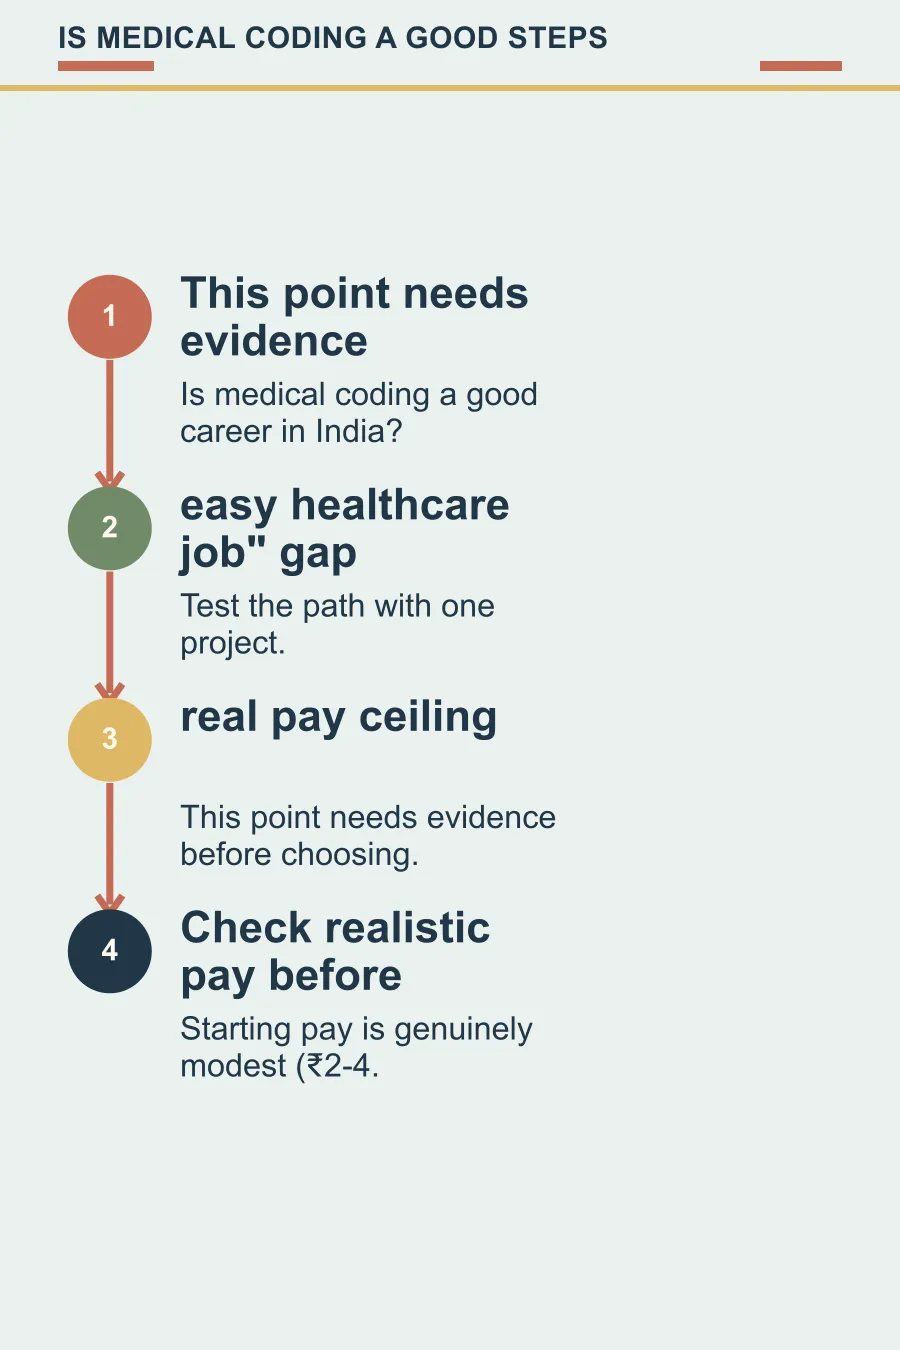 IS MEDICAL CODING A GOOD STEPS
1
This point needs
evidence
Is medical coding a good
career in India?
2
easy healthcare
job" gap
Test the path with one
project.
3
real pay ceiling
This point needs evidence
before choosing.
4
Check realistic
pay before
Starting pay is genuinely
modest (₹2-4.